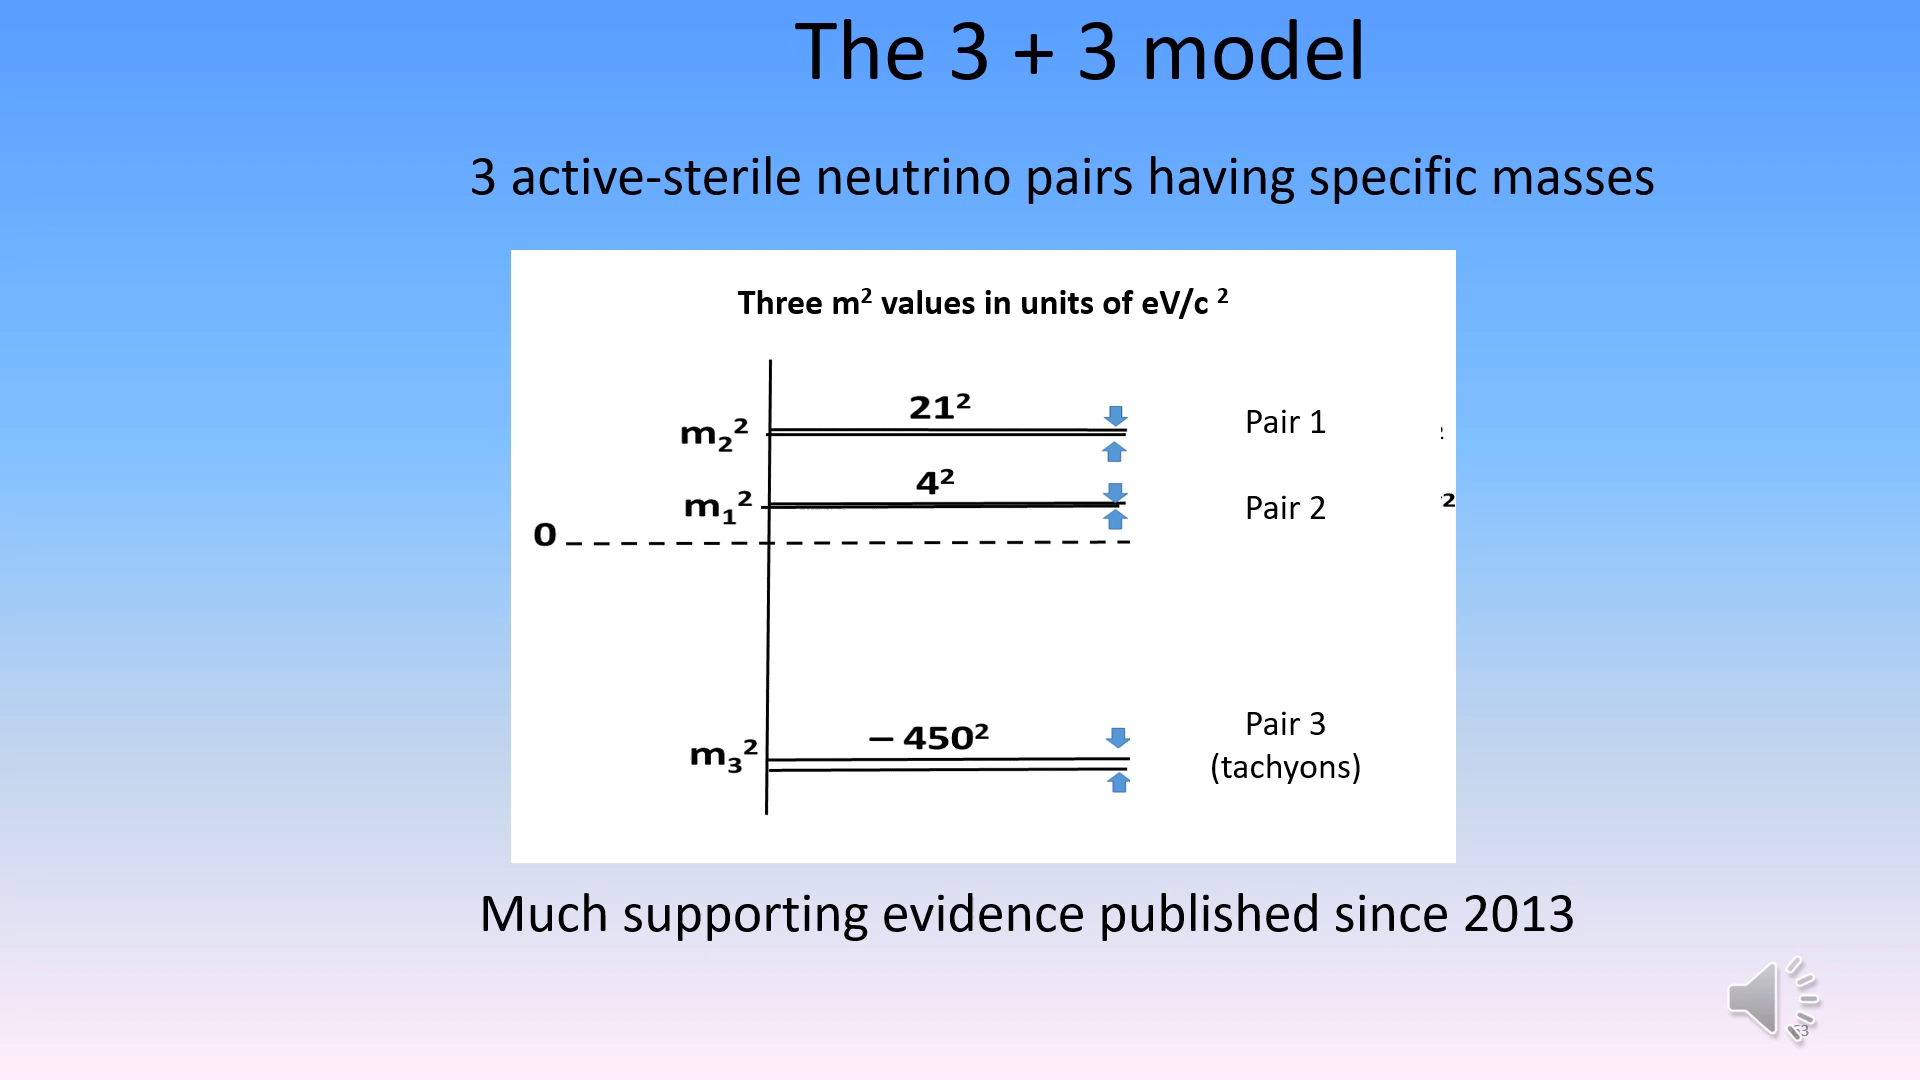 The 3 + 3 model
3 active-sterile neutrino pairs having specific masses
Three m² values in units of eV/c ²
21²
m₂²
Pair 1
4²
m₁²
Pair 2
²
0
– 450²
m₃²
Pair 3
(tachyons)
Much supporting evidence published since 2013
53